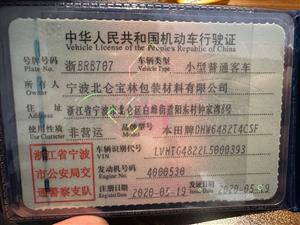 中华人民共和国机动车行驶证
Vehicle License of the People's Republic of China
号牌号码 浙BRB707 车辆类型 小型普通客车
Plate No. Vehicle Type
所有人 宁波北仑宝林包装材料有限公司
Owner
住址 浙江省宁波北仑区白峰街道阳东村钟家湾5号
Address
使用性质 非营运 品牌型号 本田牌DHW6482T4CSF
Use Character Model
浙江省宁波
市公安局交
通警察支队
车辆识别代号
VIN
发动机号码 4000530
Engine No.
注册日期 2020-05-19 发证日期
Register Date Issue Date